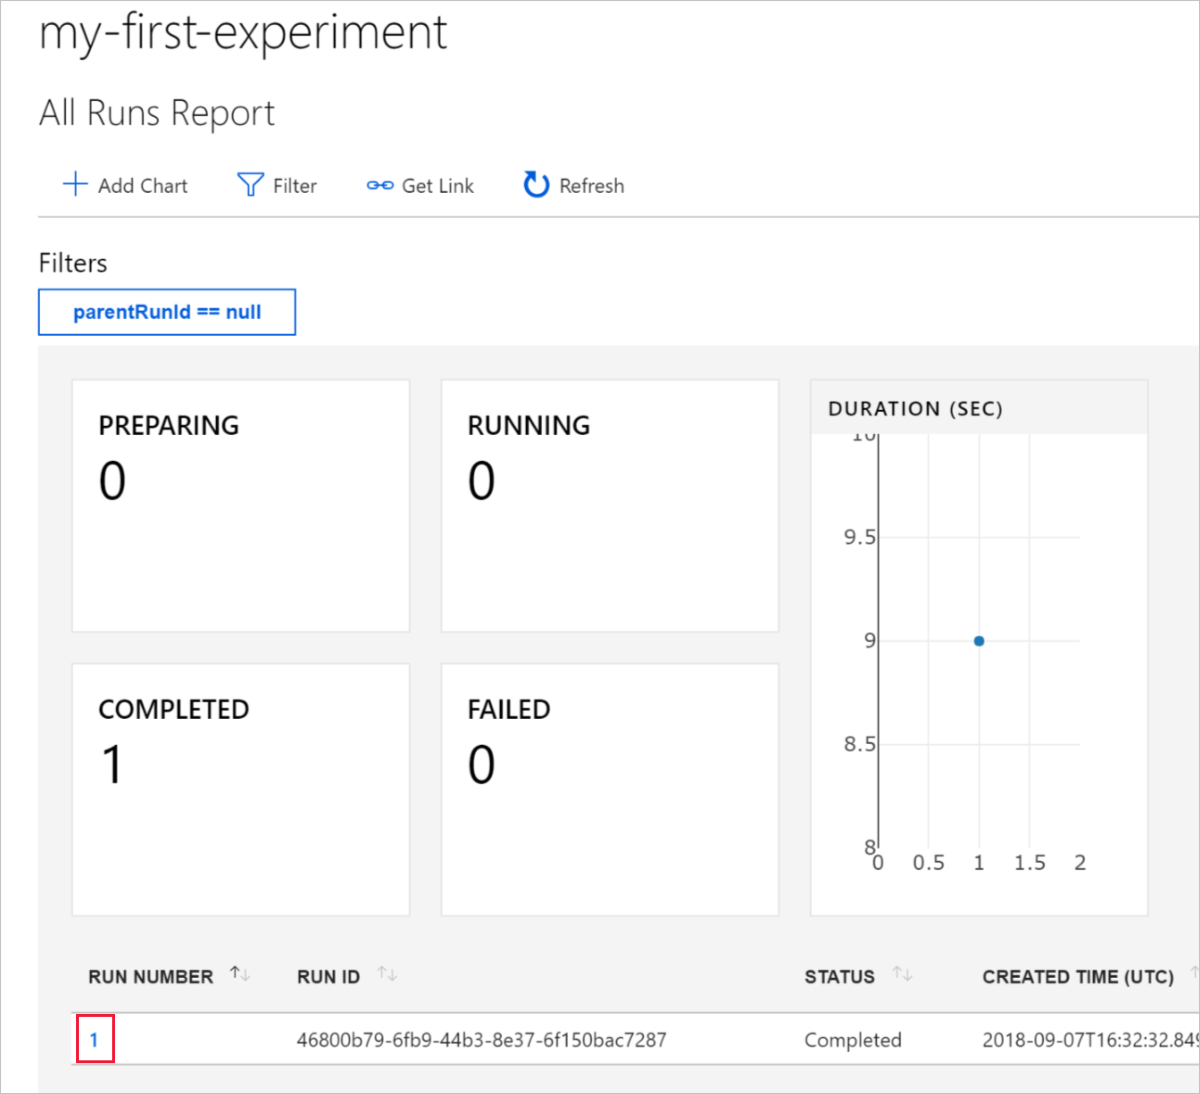 my-first-experiment
All Runs Report
Add Chart Filter Get Link Refresh
Filters
parentRunId == null
PREPARING
0
RUNNING
0
COMPLETED
1
FAILED
0
DURATION (SEC)
10
9.5
9
8.5
8
0 0.5 1 1.5 2
RUN NUMBER RUN ID STATUS CREATED TIME (UTC)
1 46800b79-6fb9-44b3-8e37-6f150bac7287 Completed 2018-09-07T16:32:32.849